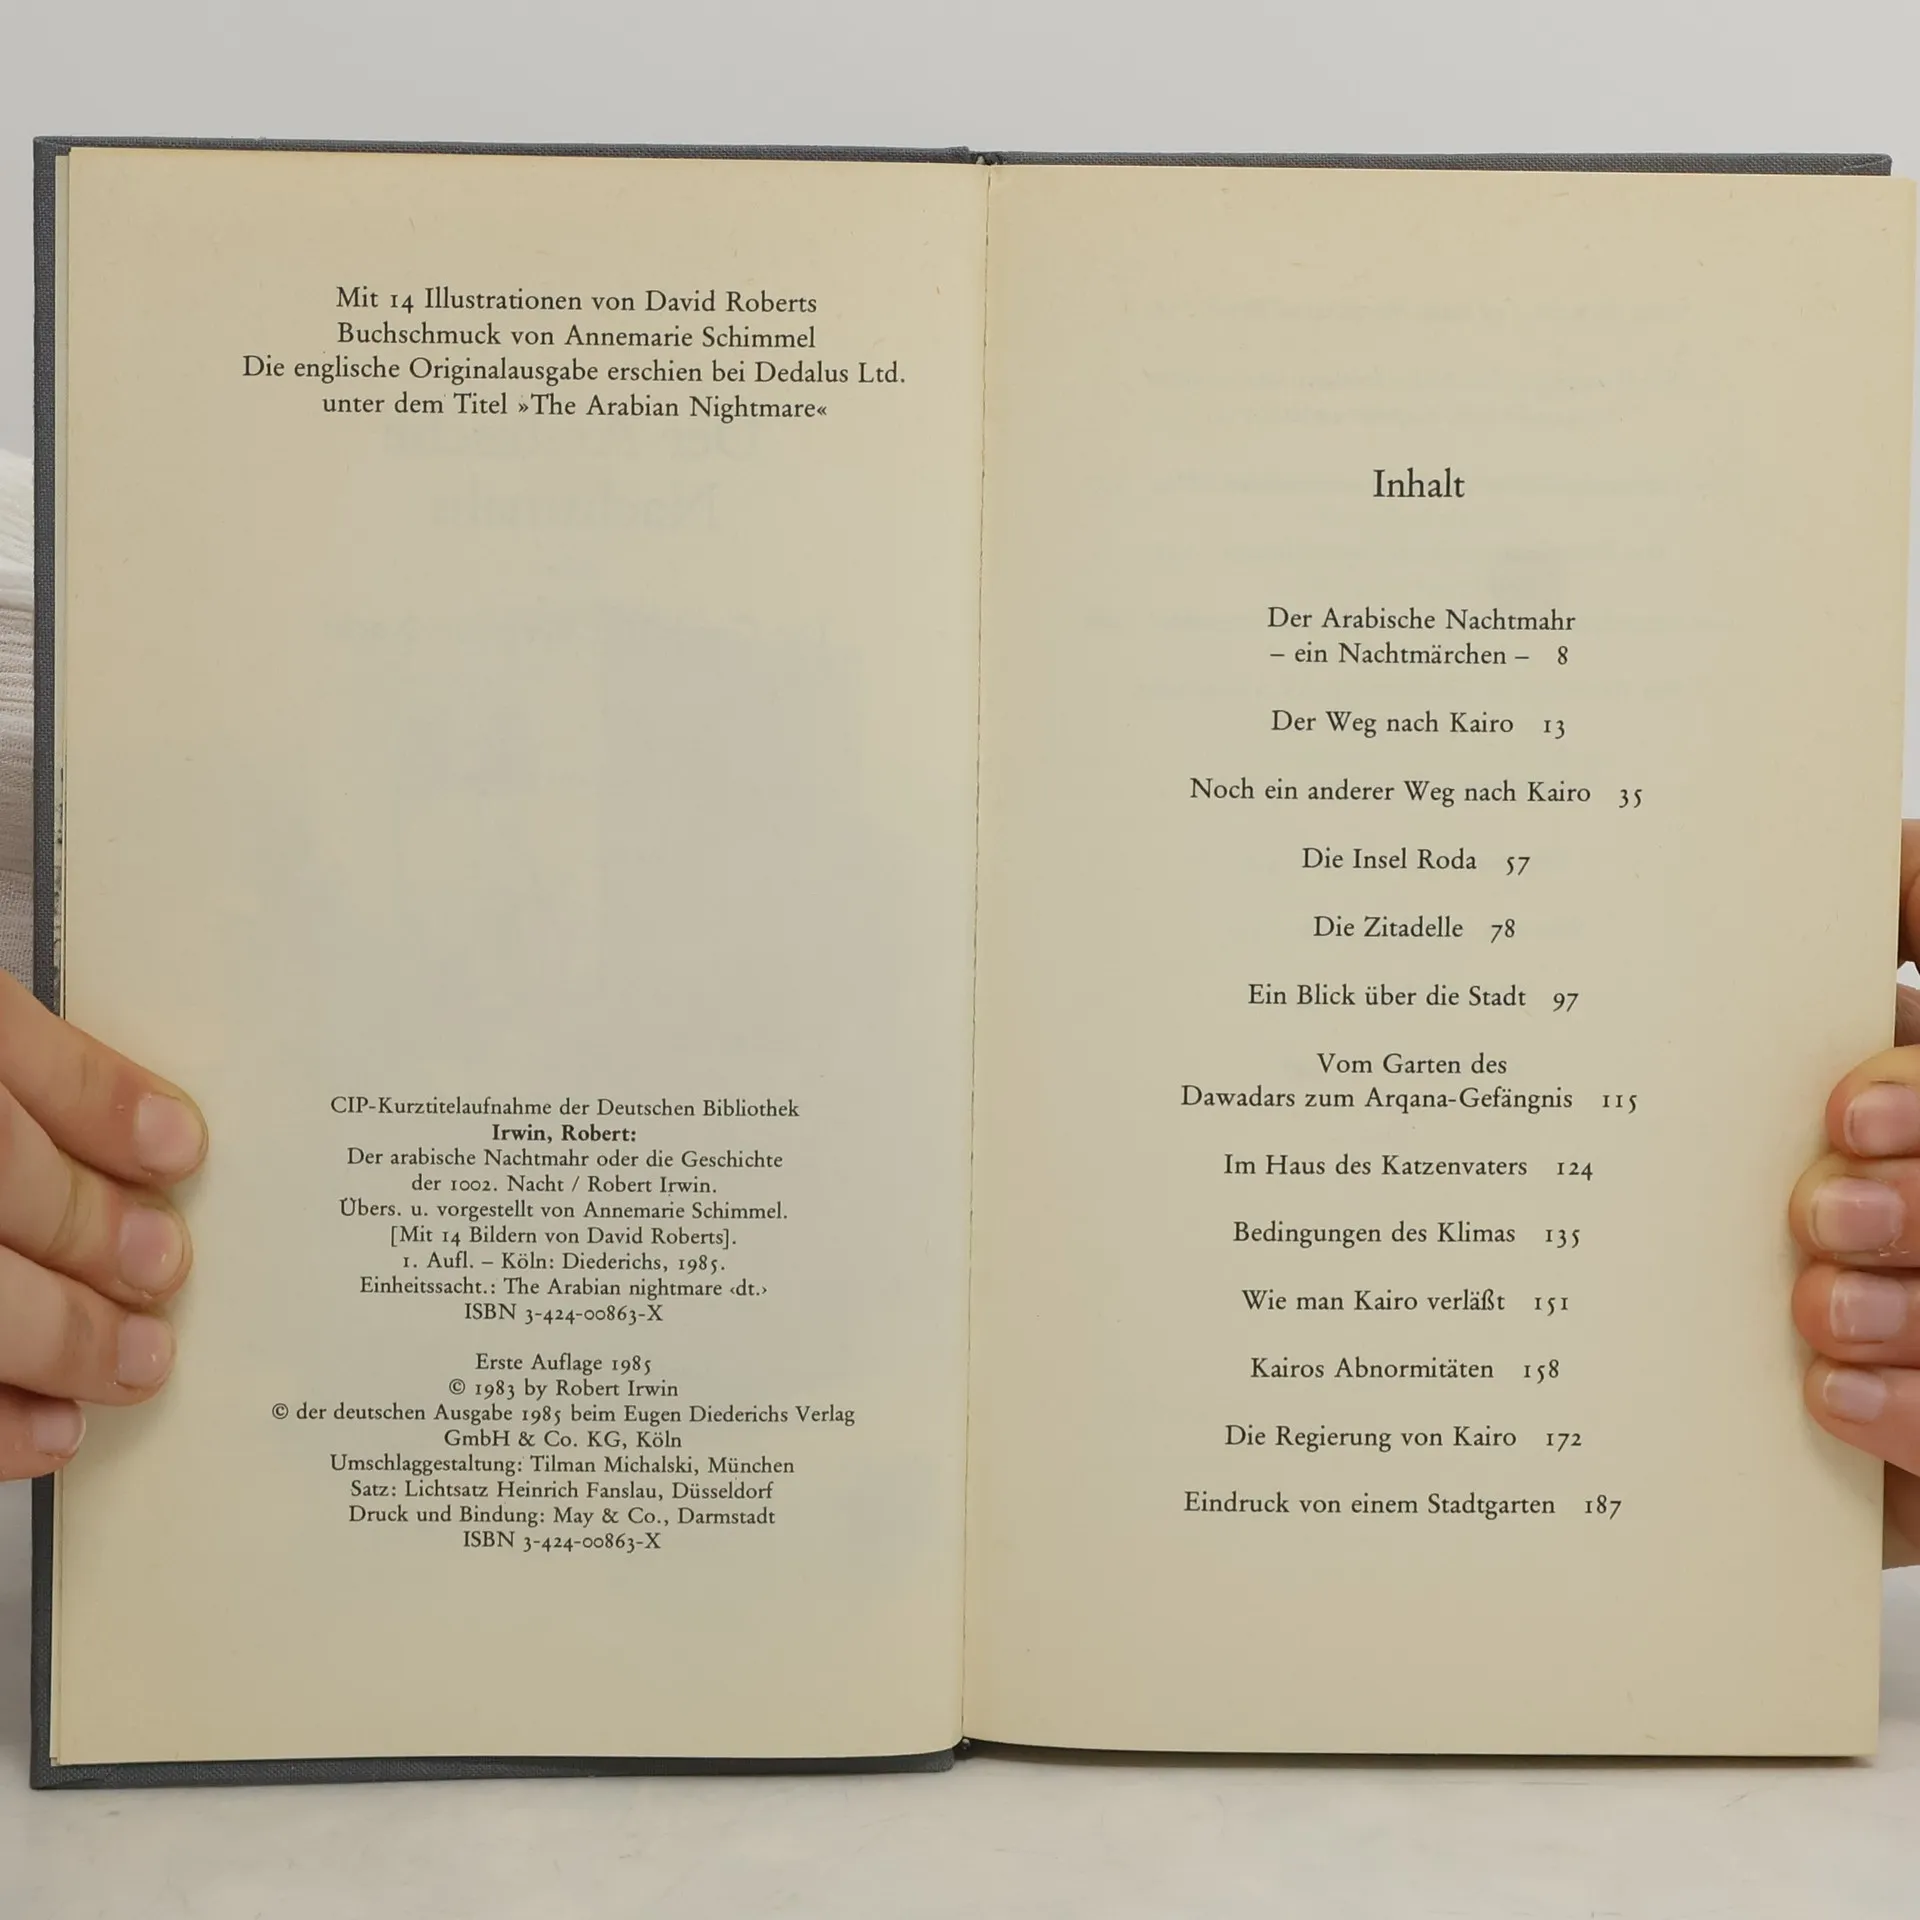 Mit 14 Illustrationen von David Roberts
Buchschmuck von Annemarie Schimmel
Die englische Originalausgabe erschien bei Dedalus Ltd.
unter dem Titel »The Arabian Nightmare«
CIP-Kurztitelaufnahme der Deutschen Bibliothek
Irwin, Robert:
Der arabische Nachtmahr oder die Geschichte
der 1002. Nacht / Robert Irwin.
Übers. u. vorgestellt von Annemarie Schimmel.
[Mit 14 Bildern von David Roberts].
1. Aufl. – Köln: Diederichs, 1985.
Einheitssacht.: The Arabian nightmare ‹dt.›
ISBN 3-424-00863-X
Erste Auflage 1985
© 1983 by Robert Irwin
© der deutschen Ausgabe 1985 beim Eugen Diederichs Verlag
GmbH & Co. KG, Köln
Umschlaggestaltung: Tilman Michalski, München
Satz: Lichtsatz Heinrich Fanslau, Düsseldorf
Druck und Bindung: May & Co., Darmstadt
ISBN 3-424-00863-X
Inhalt
Der Arabische Nachtmahr
– ein Nachtmärchen – 8
Der Weg nach Kairo 13
Noch ein anderer Weg nach Kairo 35
Die Insel Roda 57
Die Zitadelle 78
Ein Blick über die Stadt 97
Vom Garten des
Dawadars zum Arqana-Gefängnis 115
Im Haus des Katzenvaters 124
Bedingungen des Klimas 135
Wie man Kairo verläßt 151
Kairos Abnormitäten 158
Die Regierung von Kairo 172
Eindruck von einem Stadtgarten 187